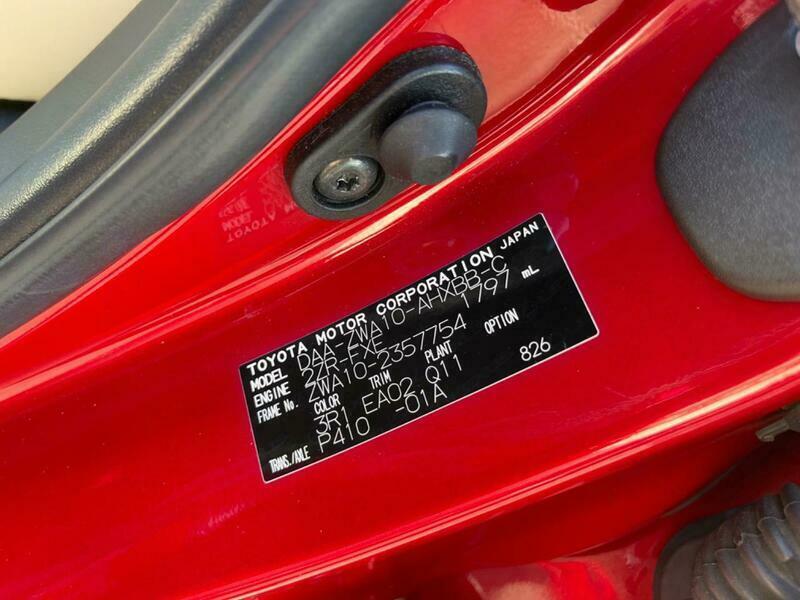 TOYOTA MOTOR CORPORATION JAPAN
MODEL DAA-ZWA10-AHXBB-C
ENGINE 2ZR-FXE 1797 mL
FRAME No. ZWA10-2357754
COLOR TRIM PLANT OPTION
3R1 EA02 Q11
TRANS./AXLE P410 -01A 826